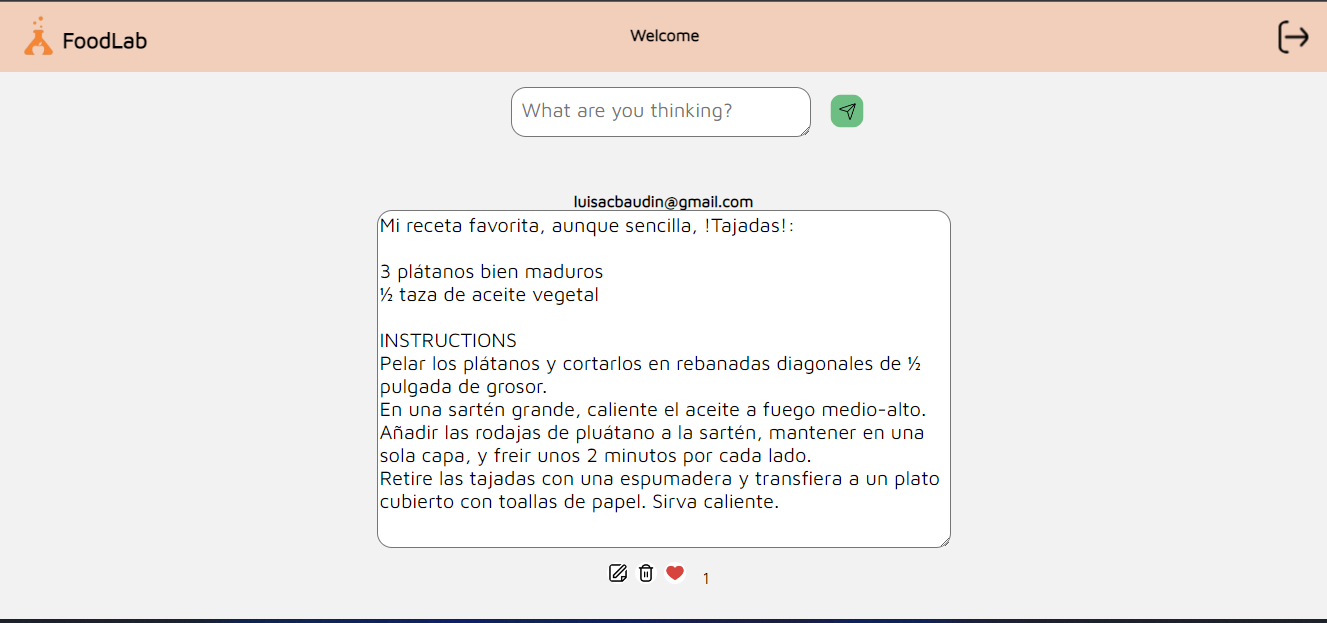 FoodLab
Welcome
What are you thinking?
luisacbaudin@gmail.com
Mi receta favorita, aunque sencilla, !Tajadas!:
3 plátanos bien maduros
½ taza de aceite vegetal
INSTRUCTIONS
Pelar los plátanos y cortarlos en rebanadas diagonales de ½
pulgada de grosor.
En una sartén grande, caliente el aceite a fuego medio-alto.
Añadir las rodajas de pluátano a la sartén, mantener en una
sola capa, y freir unos 2 minutos por cada lado.
Retire las tajadas con una espumadera y transfiera a un plato
cubierto con toallas de papel. Sirva caliente.
1